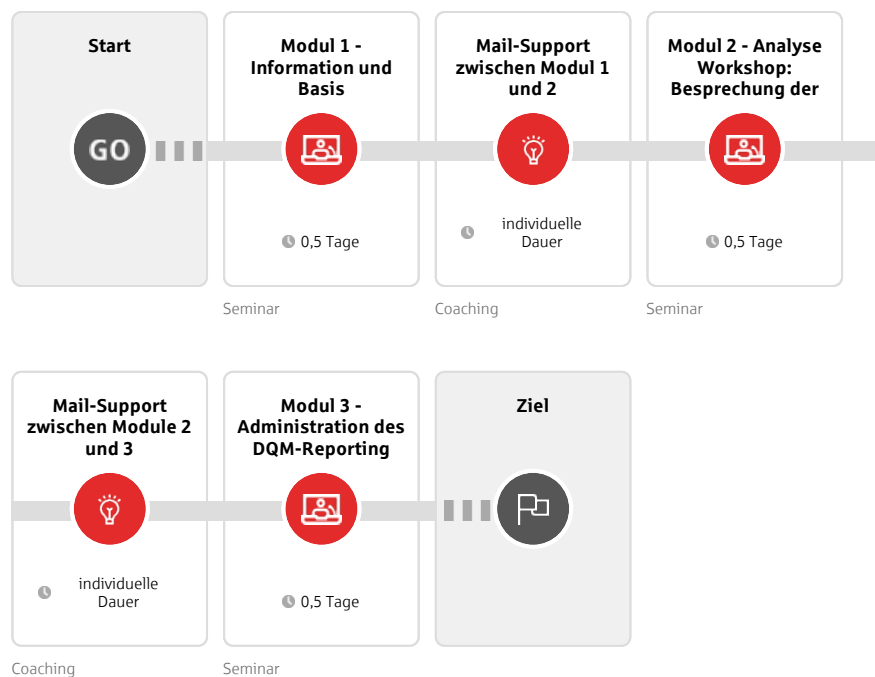 Start
GO
Modul 1 -
Information und
Basis
0,5 Tage
Seminar
Mail-Support
zwischen Modul 1
und 2
individuelle
Dauer
Coaching
Modul 2 - Analyse
Workshop:
Besprechung der
0,5 Tage
Seminar
Mail-Support
zwischen Module 2
und 3
individuelle
Dauer
Coaching
Modul 3 -
Administration des
DQM-Reporting
0,5 Tage
Seminar
Ziel